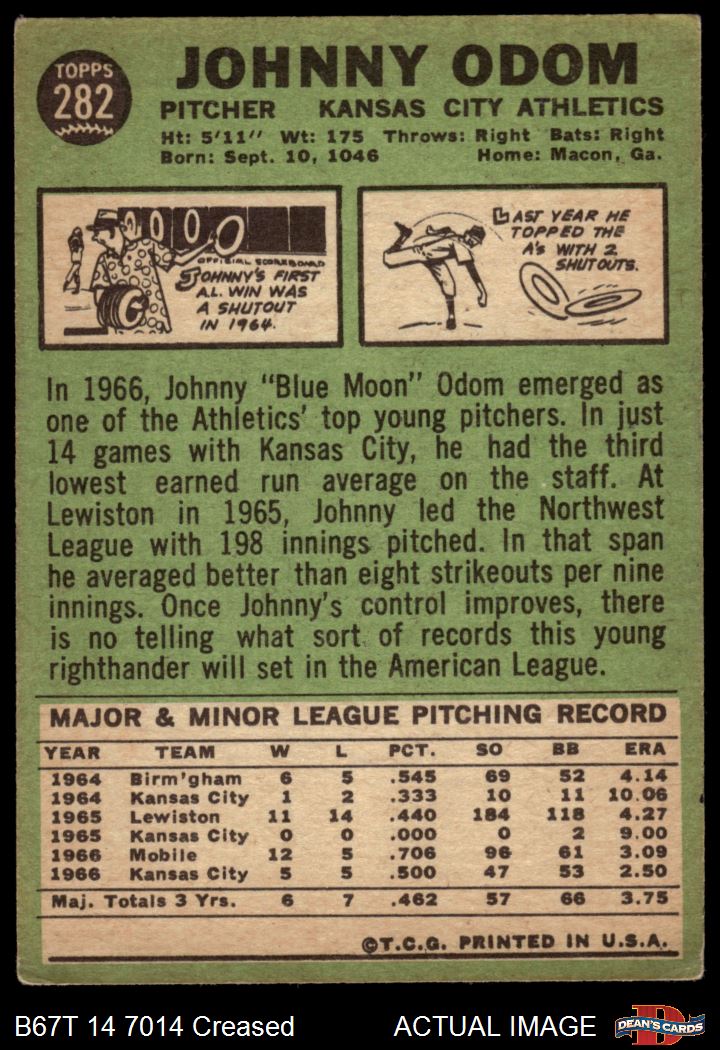 TOPPS
282
JOHNNY ODOM
PITCHER KANSAS CITY ATHLETICS
Ht: 5'11" Wt: 175 Throws: Right Bats: Right
Born: Sept. 10, 1046 Home: Macon, Ga.
0000
OFFICIAL SCOREBOARD
JOHNNY'S FIRST
A.L. WIN WAS
A SHUTOUT
IN 1964.
LAST YEAR HE
TOPPED THE
A's WITH 2
SHUTOUTS.
In 1966, Johnny "Blue Moon" Odom emerged as
one of the Athletics' top young pitchers. In just
14 games with Kansas City, he had the third
lowest earned run average on the staff. At
Lewiston in 1965, Johnny led the Northwest
League with 198 innings pitched. In that span
he averaged better than eight strikeouts per nine
innings. Once Johnny's control improves, there
is no telling what sort of records this young
righthander will set in the American League.
MAJOR & MINOR LEAGUE PITCHING RECORD
YEAR TEAM W L PCT. SO BB ERA
1964 Birm'gham 6 5 .545 69 52 4.14
1964 Kansas City 1 2 .333 10 11 10.06
1965 Lewiston 11 14 .440 184 118 4.27
1965 Kansas City 0 0 .000 0 2 9.00
1966 Mobile 12 5 .706 96 61 3.09
1966 Kansas City 5 5 .500 47 53 2.50
Maj. Totals 3 Yrs. 6 7 .462 57 66 3.75
©T.C.G. PRINTED IN U.S.A.
B67T 14 7014 Creased ACTUAL IMAGE
D
DEAN'S CARDS